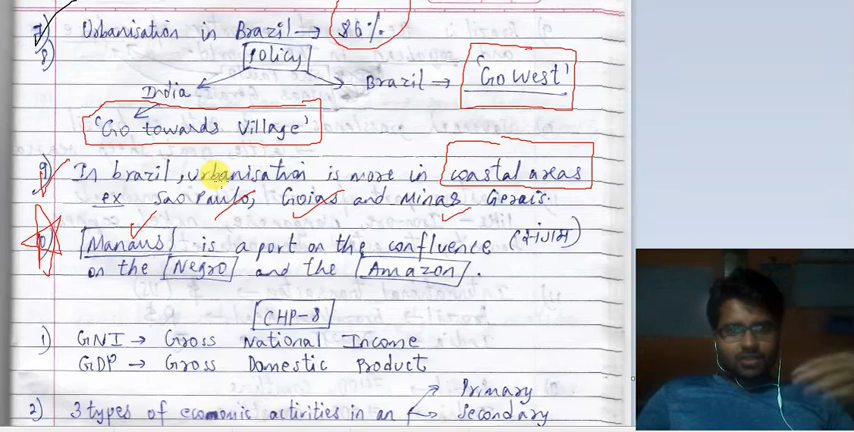 7) Urbanisation in Brazil → 86%
8) Policy
India
Brazil → 'Go west'
'Go towards Village'
9) In brazil, urbanisation is more in coastal areas
ex Sao Paulo, Goias and Minas Gerais.
10) Manaus is a port on the confluence (संगम)
on the Negro and the Amazon.
CHP-8
1) GNI → Gross National Income
GDP → Gross Domestic Product
Primary
2) 3 types of economic activities in an
Secondary